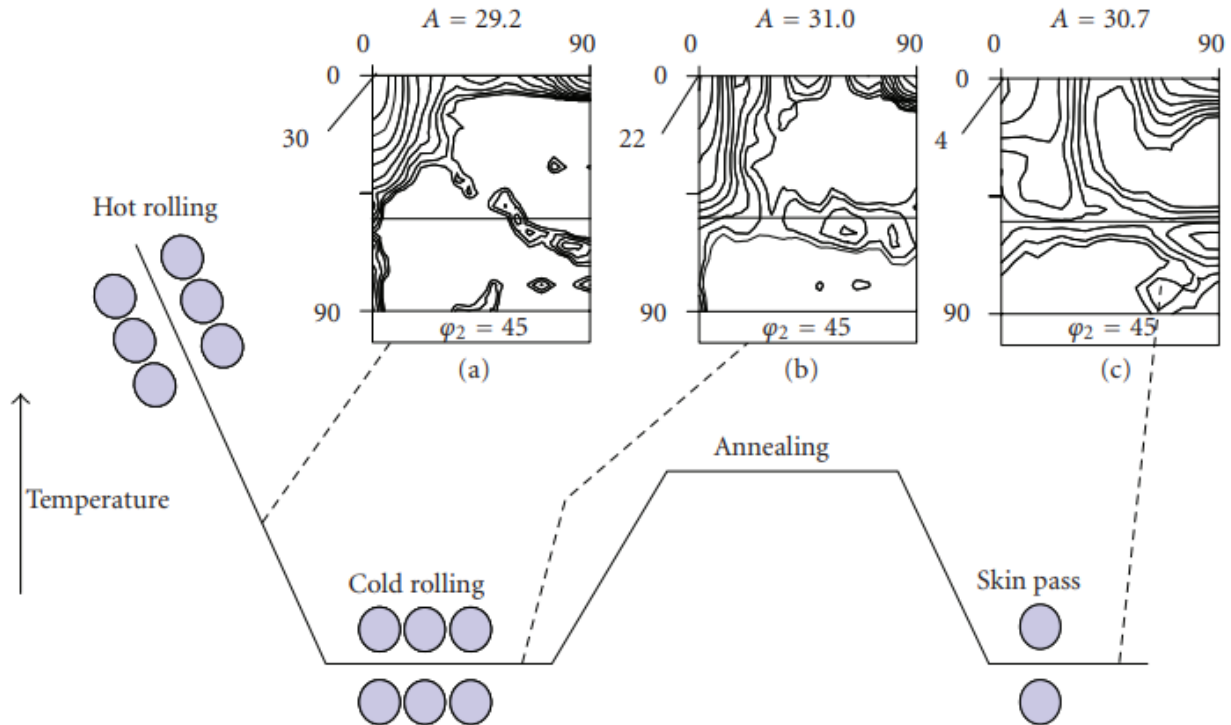 A = 29.2
A = 31.0
A = 30.7
0 90
0 90
0 90
0
0
0
30
22
4
Hot rolling
90
90
90
φ2 = 45
φ2 = 45
φ2 = 45
(a)
(b)
(c)
Annealing
Temperature
Cold rolling
Skin pass